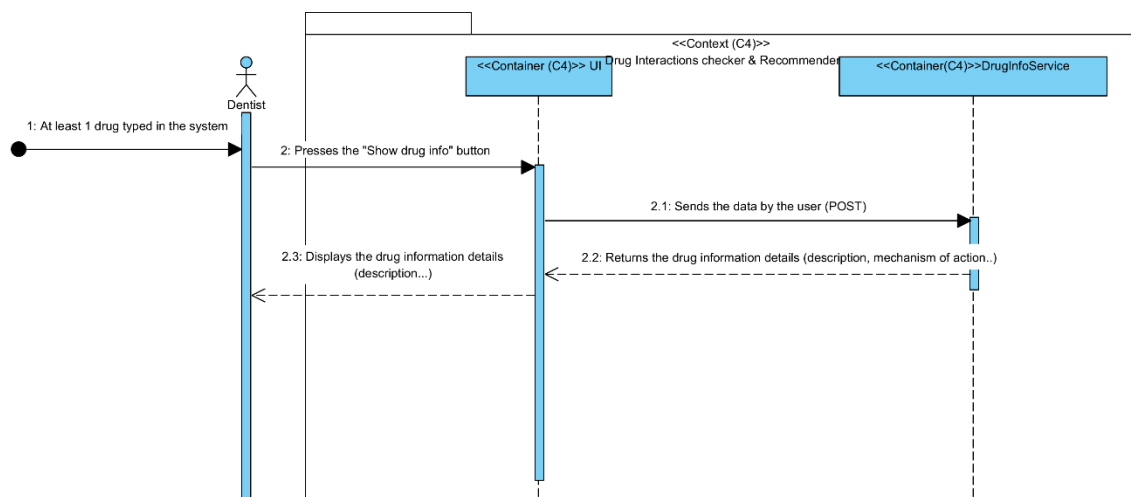 <<Context (C4)>>
Drug Interactions checker & Recommender
<<Container (C4)>> UI
<<Container(C4)>>DrugInfoService
Dentist
1: At least 1 drug typed in the system
2: Presses the "Show drug info" button
2.1: Sends the data by the user (POST)
2.3: Displays the drug information details
(description...)
2.2: Returns the drug information details (description, mechanism of action..)